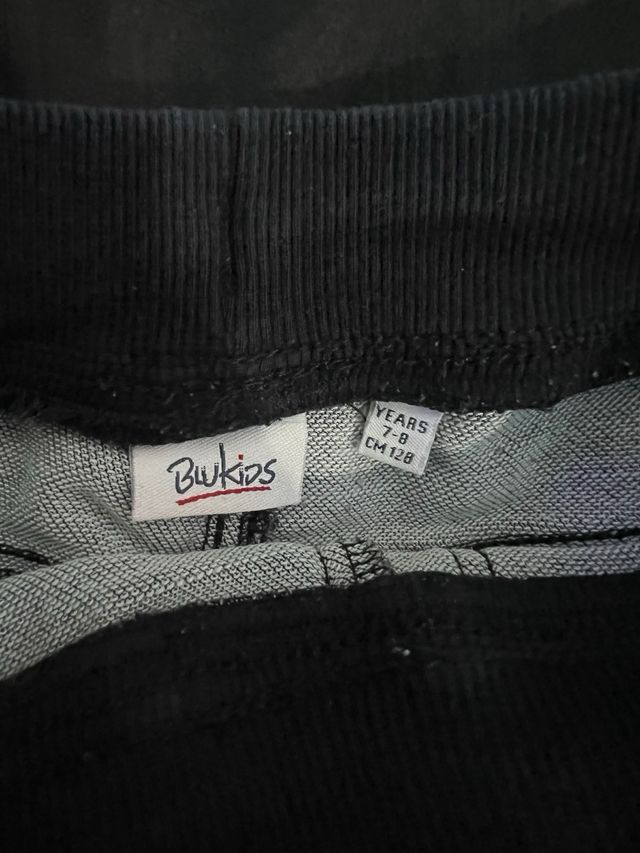 BLUKIDS
YEARS
7-8
CM 128